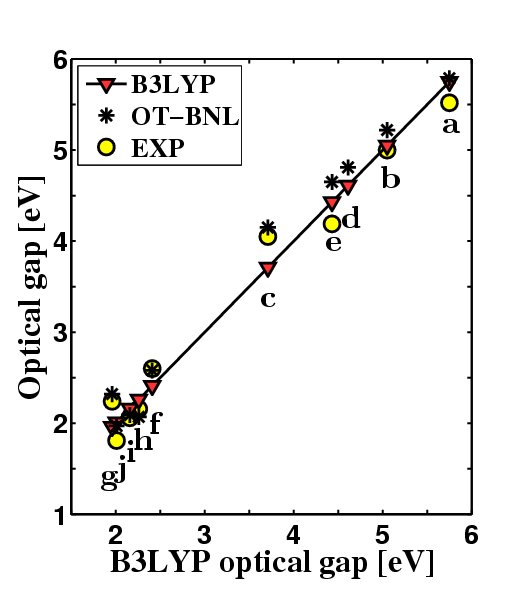 Optical gap [eV]
6
5
4
3
2
1
B3LYP
OT−BNL
EXP
a
b
d
e
c
f
h
i
j
g
2
3
4
5
6
B3LYP optical gap [eV]